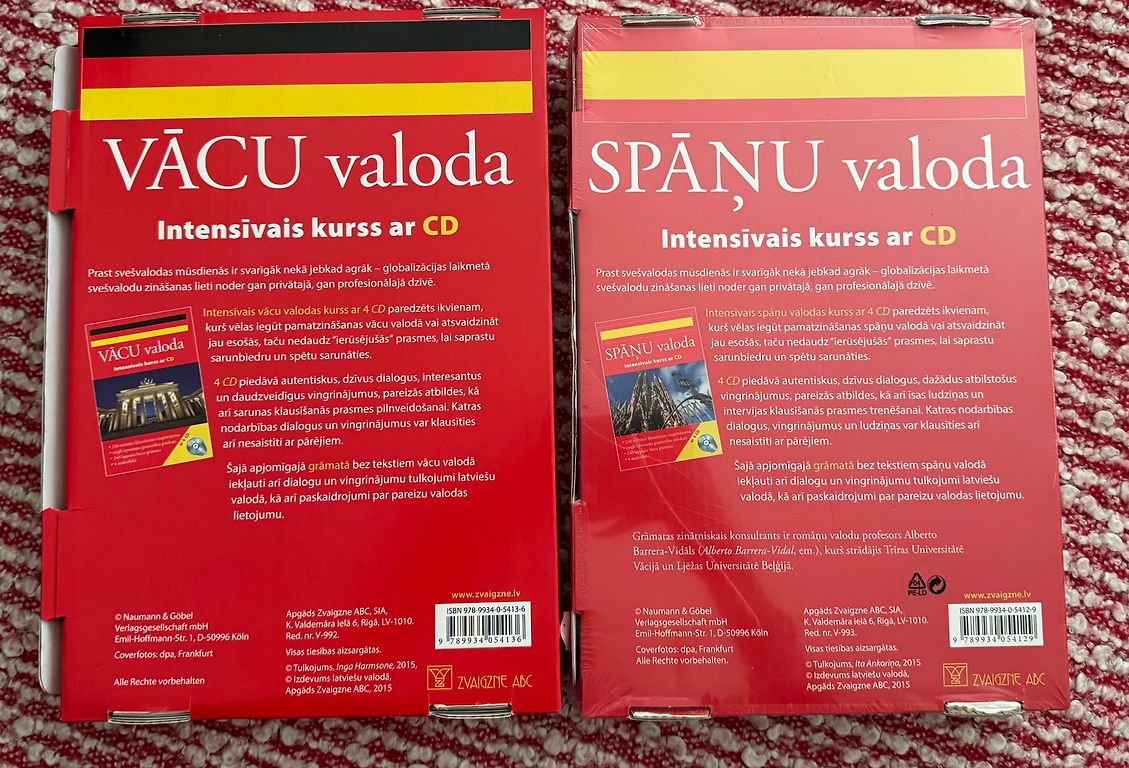 VĀCU valoda
Intensīvais kurss ar CD
Prast svešvalodas mūsdienās ir svarīgāk nekā jebkad agrāk – globalizācijas laikmetā
svešvalodu zināšanas lieti noder gan privātajā, gan profesionālajā dzīvē.
Intensīvais vācu valodas kurss ar 4 CD paredzēts ikvienam,
kurš vēlas iegūt pamatzināšanas vācu valodā vai atsvaidzināt
jau esošās, taču nedaudz "ierūsējušās" prasmes, lai saprastu
sarunbiedru un spētu sarunāties.
VĀCU valoda
Intensīvais kurss ar CD
4 CD piedāvā autentiskus, dzīvus dialogus, interesantus
un daudzveidīgus vingrinājumus, pareizās atbildes, kā
arī sarunas klausīšanās prasmes pilnveidošanai. Katras
nodarbības dialogus un vingrinājumus var klausīties
arī nesaistīti ar pārējiem.
ar CD
Šajā apjomīgajā grāmatā bez tekstiem vācu valodā
iekļauti arī dialogu un vingrinājumu tulkojumi latviešu
valodā, kā arī paskaidrojumi par pareizu valodas
lietojumu.
© Naumann & Göbel
Verlagsgesellschaft mbH
Emil-Hoffmann-Str. 1, D-50996 Köln
Coverfotos: dpa, Frankfurt
Alle Rechte vorbehalten
Apgāds Zvaigzne ABC, SIA,
K. Valdemāra ielā 6, Rīgā, LV-1010.
Red. nr. V-992.
Visas tiesības aizsargātas.
© Tulkojums, Inga Harmsone, 2015,
© Izdevums latviešu valodā,
Apgāds Zvaigzne ABC, 2015
www.zvaigzne.lv
ISBN 978-9934-0-5413-6
9 789934 054136
ZVAIGZNE ABC
SPĀŅU valoda
Intensīvais kurss ar CD
Prast svešvalodas mūsdienās ir svarīgāk nekā jebkad agrāk – globalizācijas laikmetā
svešvalodu zināšanas lieti noder gan privātajā, gan profesionālajā dzīvē.
Intensīvais spāņu valodas kurss ar 4 CD paredzēts ikvienam,
kurš vēlas iegūt pamatzināšanas spāņu valodā vai atsvaidzināt
jau esošās, taču nedaudz "ierūsējušās" prasmes, lai saprastu
sarunbiedru un spētu sarunāties.
SPĀŅU valoda
Intensīvais kurss ar CD
4 CD piedāvā autentiskus, dzīvus dialogus, dažādus atbilstošus
vingrinājumus, pareizās atbildes, kā arī īsas ludziņas un
intervijas klausīšanās prasmes trenēšanai. Katras nodarbības
dialogus, vingrinājumus un ludziņas var klausīties arī
nesaistīti ar pārējiem.
ar CD
Šajā apjomīgajā grāmatā bez tekstiem spāņu valodā
iekļauti arī dialogu un vingrinājumu tulkojumi latviešu
valodā, kā arī paskaidrojumi par pareizu valodas lietojumu.
Grāmatas zinātniskais konsultants ir romāņu valodu profesors Alberto
Barrera-Vidāls (Alberto Barrera-Vidal, em.), kurš strādājis Trīras Universitātē
Vācijā un Ljēžas Universitātē Beļģijā.
PE-LD
© Naumann & Göbel
Verlagsgesellschaft mbH
Emil-Hoffmann-Str. 1, D-50996 Köln
Coverfotos: dpa, Frankfurt
Alle Rechte vorbehalten.
Apgāds Zvaigzne ABC, SIA,
K. Valdemāra ielā 6, Rīgā, LV-1010.
Red. nr. V-993.
Visas tiesības aizsargātas.
© Tulkojums, Ita Ankoriņa, 2015
© Izdevums latviešu valodā,
Apgāds Zvaigzne ABC, 2015
www.zvaigzne.lv
ISBN 978-9934-0-5412-9
9 789934 054129
ZVAIGZNE ABC